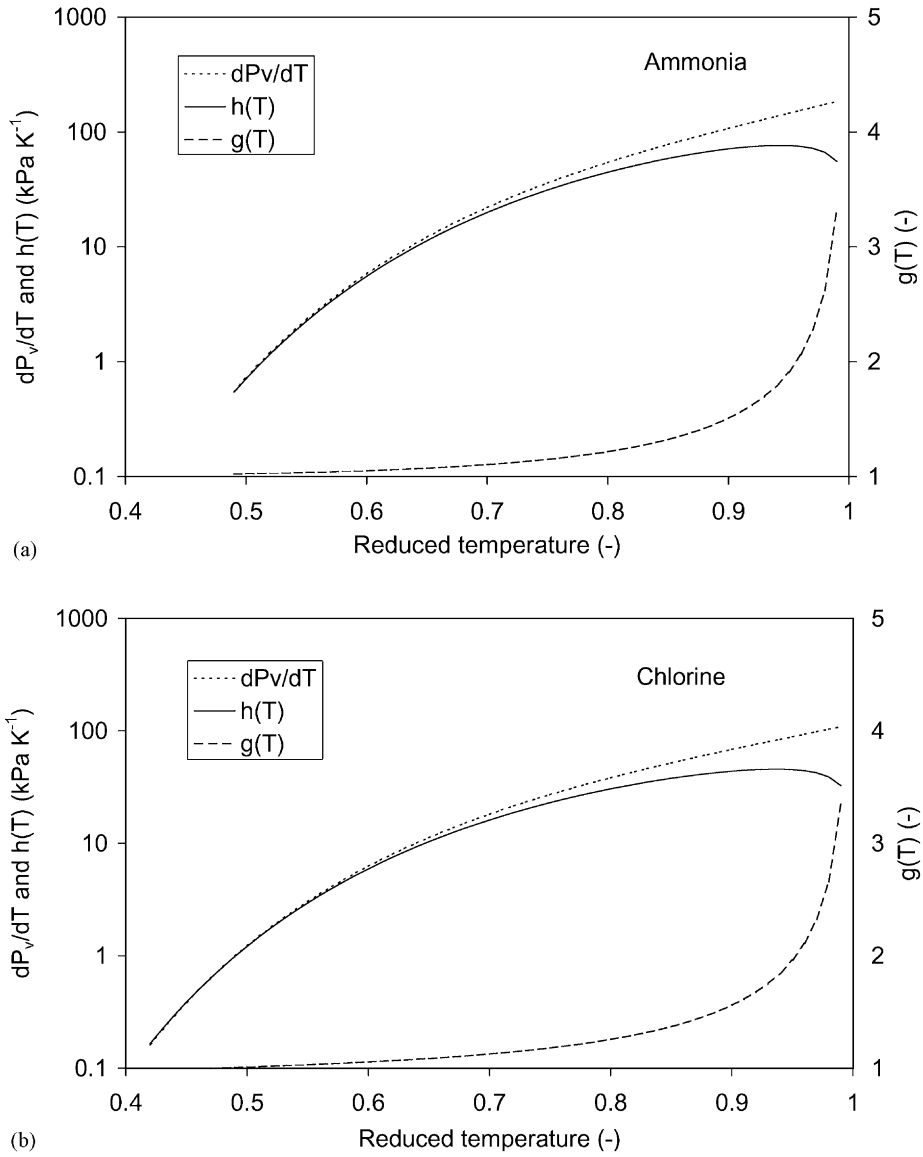 1000
100
10
1
0.1
5
4
3
2
1
dPv/dT
h(T)
g(T)
Ammonia
dPᵥ/dT and h(T) (kPa K⁻¹)
g(T) (-)
0.4 0.5 0.6 0.7 0.8 0.9 1
Reduced temperature (-)
(a)
1000
100
10
1
0.1
5
4
3
2
1
dPv/dT
h(T)
g(T)
Chlorine
dPᵥ/dT and h(T) (kPa K⁻¹)
g(T) (-)
0.4 0.5 0.6 0.7 0.8 0.9 1
Reduced temperature (-)
(b)